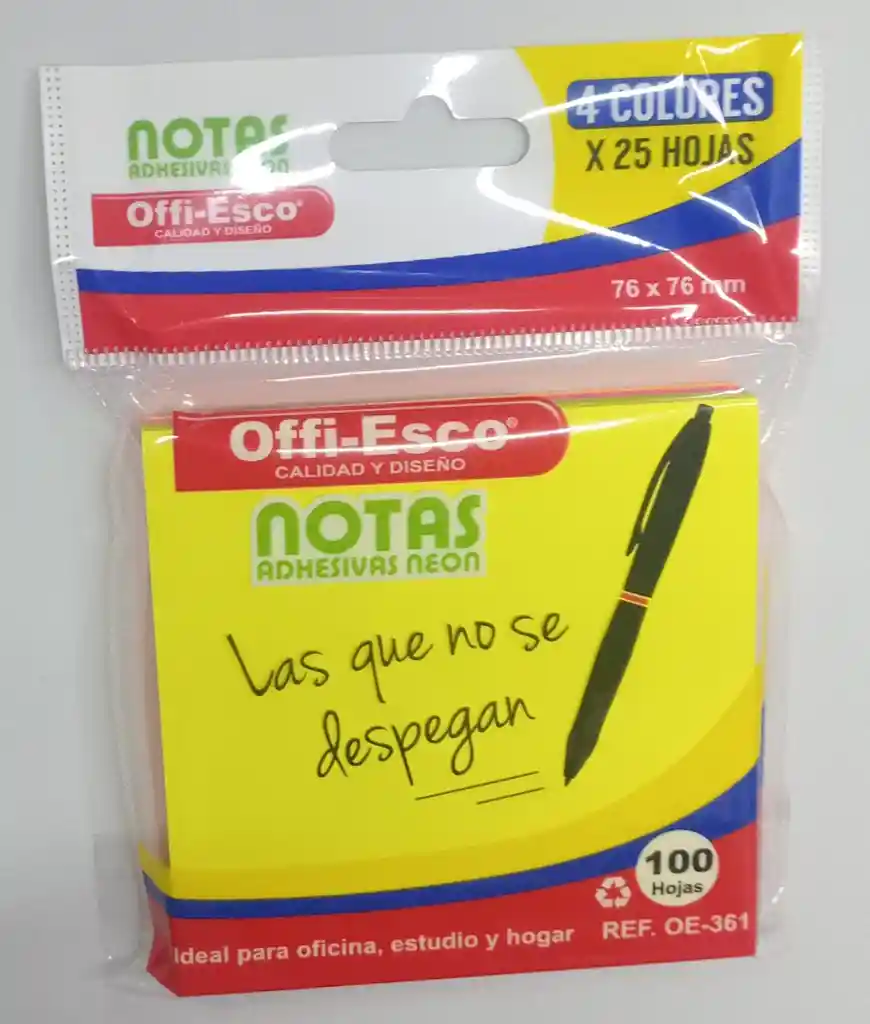 NOTAS
ADHESIVAS NEON
Offi-Esco®
CALIDAD Y DISEÑO
4 COLORES
X 25 HOJAS
76 x 76 mm
Offi-Esco®
CALIDAD Y DISEÑO
NOTAS
ADHESIVAS NEON
Las que no se
despegan
100
Hojas
REF. OE-361
Ideal para oficina, estudio y hogar